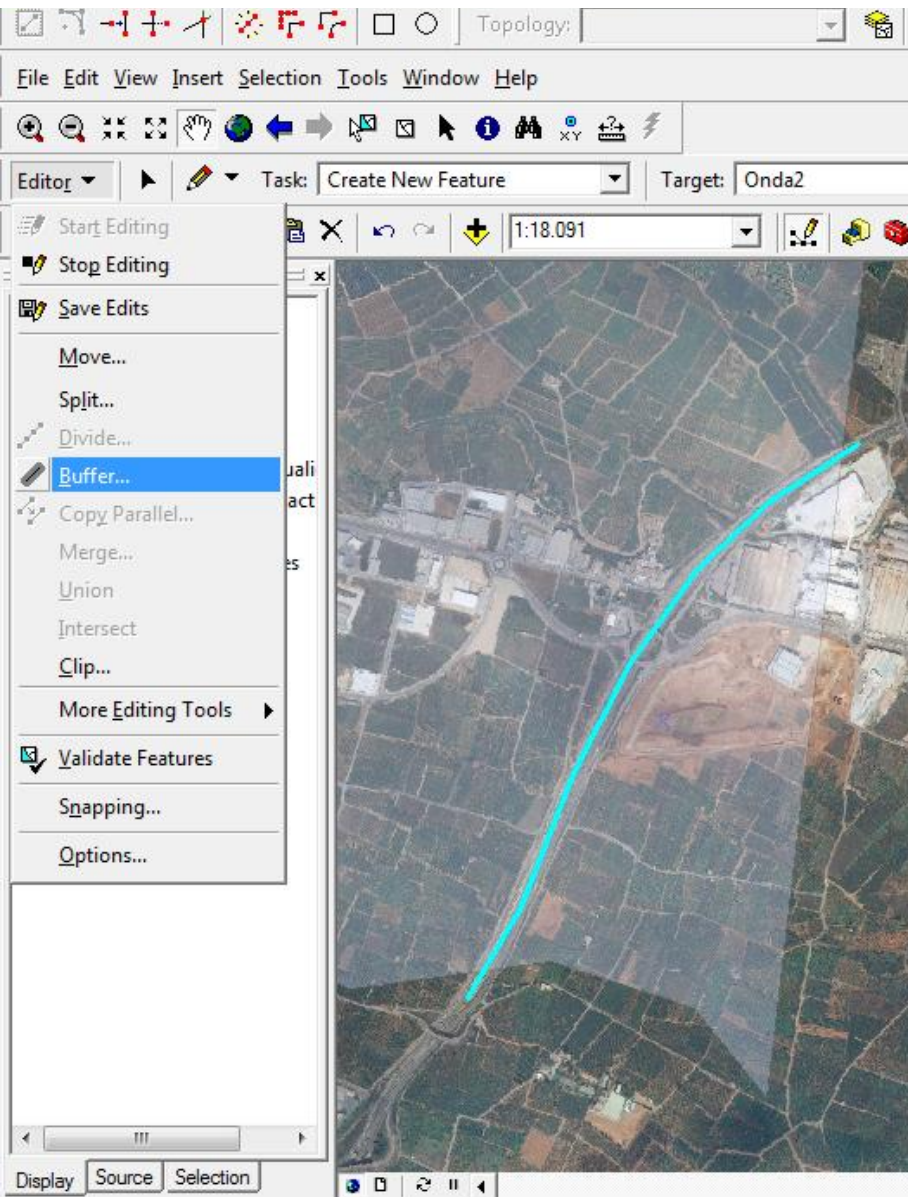 Topology:
File Edit View Insert Selection Tools Window Help
XY
Editor Task: Create New Feature Target: Onda2
Start Editing
1:18.091
Stop Editing
Save Edits
Move...
Split...
Divide...
Buffer...
uali
Copy Parallel...
act
Merge...
es
Union
Intersect
Clip...
More Editing Tools
Validate Features
Snapping...
Options...
Display Source Selection